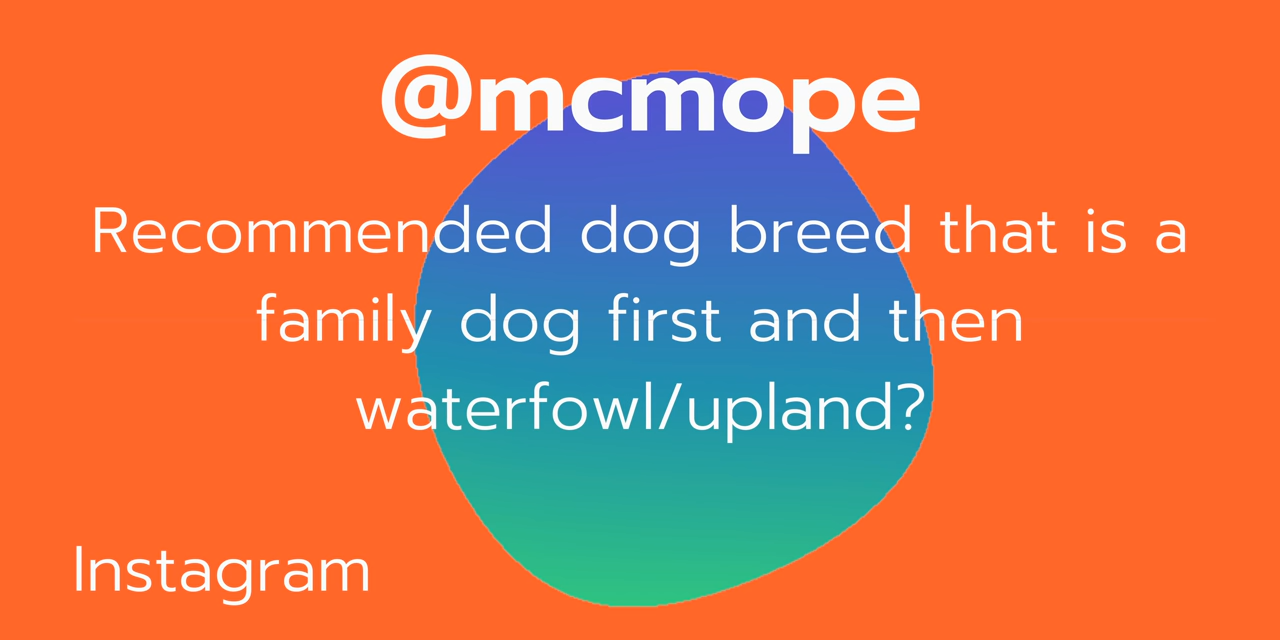 @mcmope
Recommended dog breed that is a
family dog first and then
waterfowl/upland?
Instagram